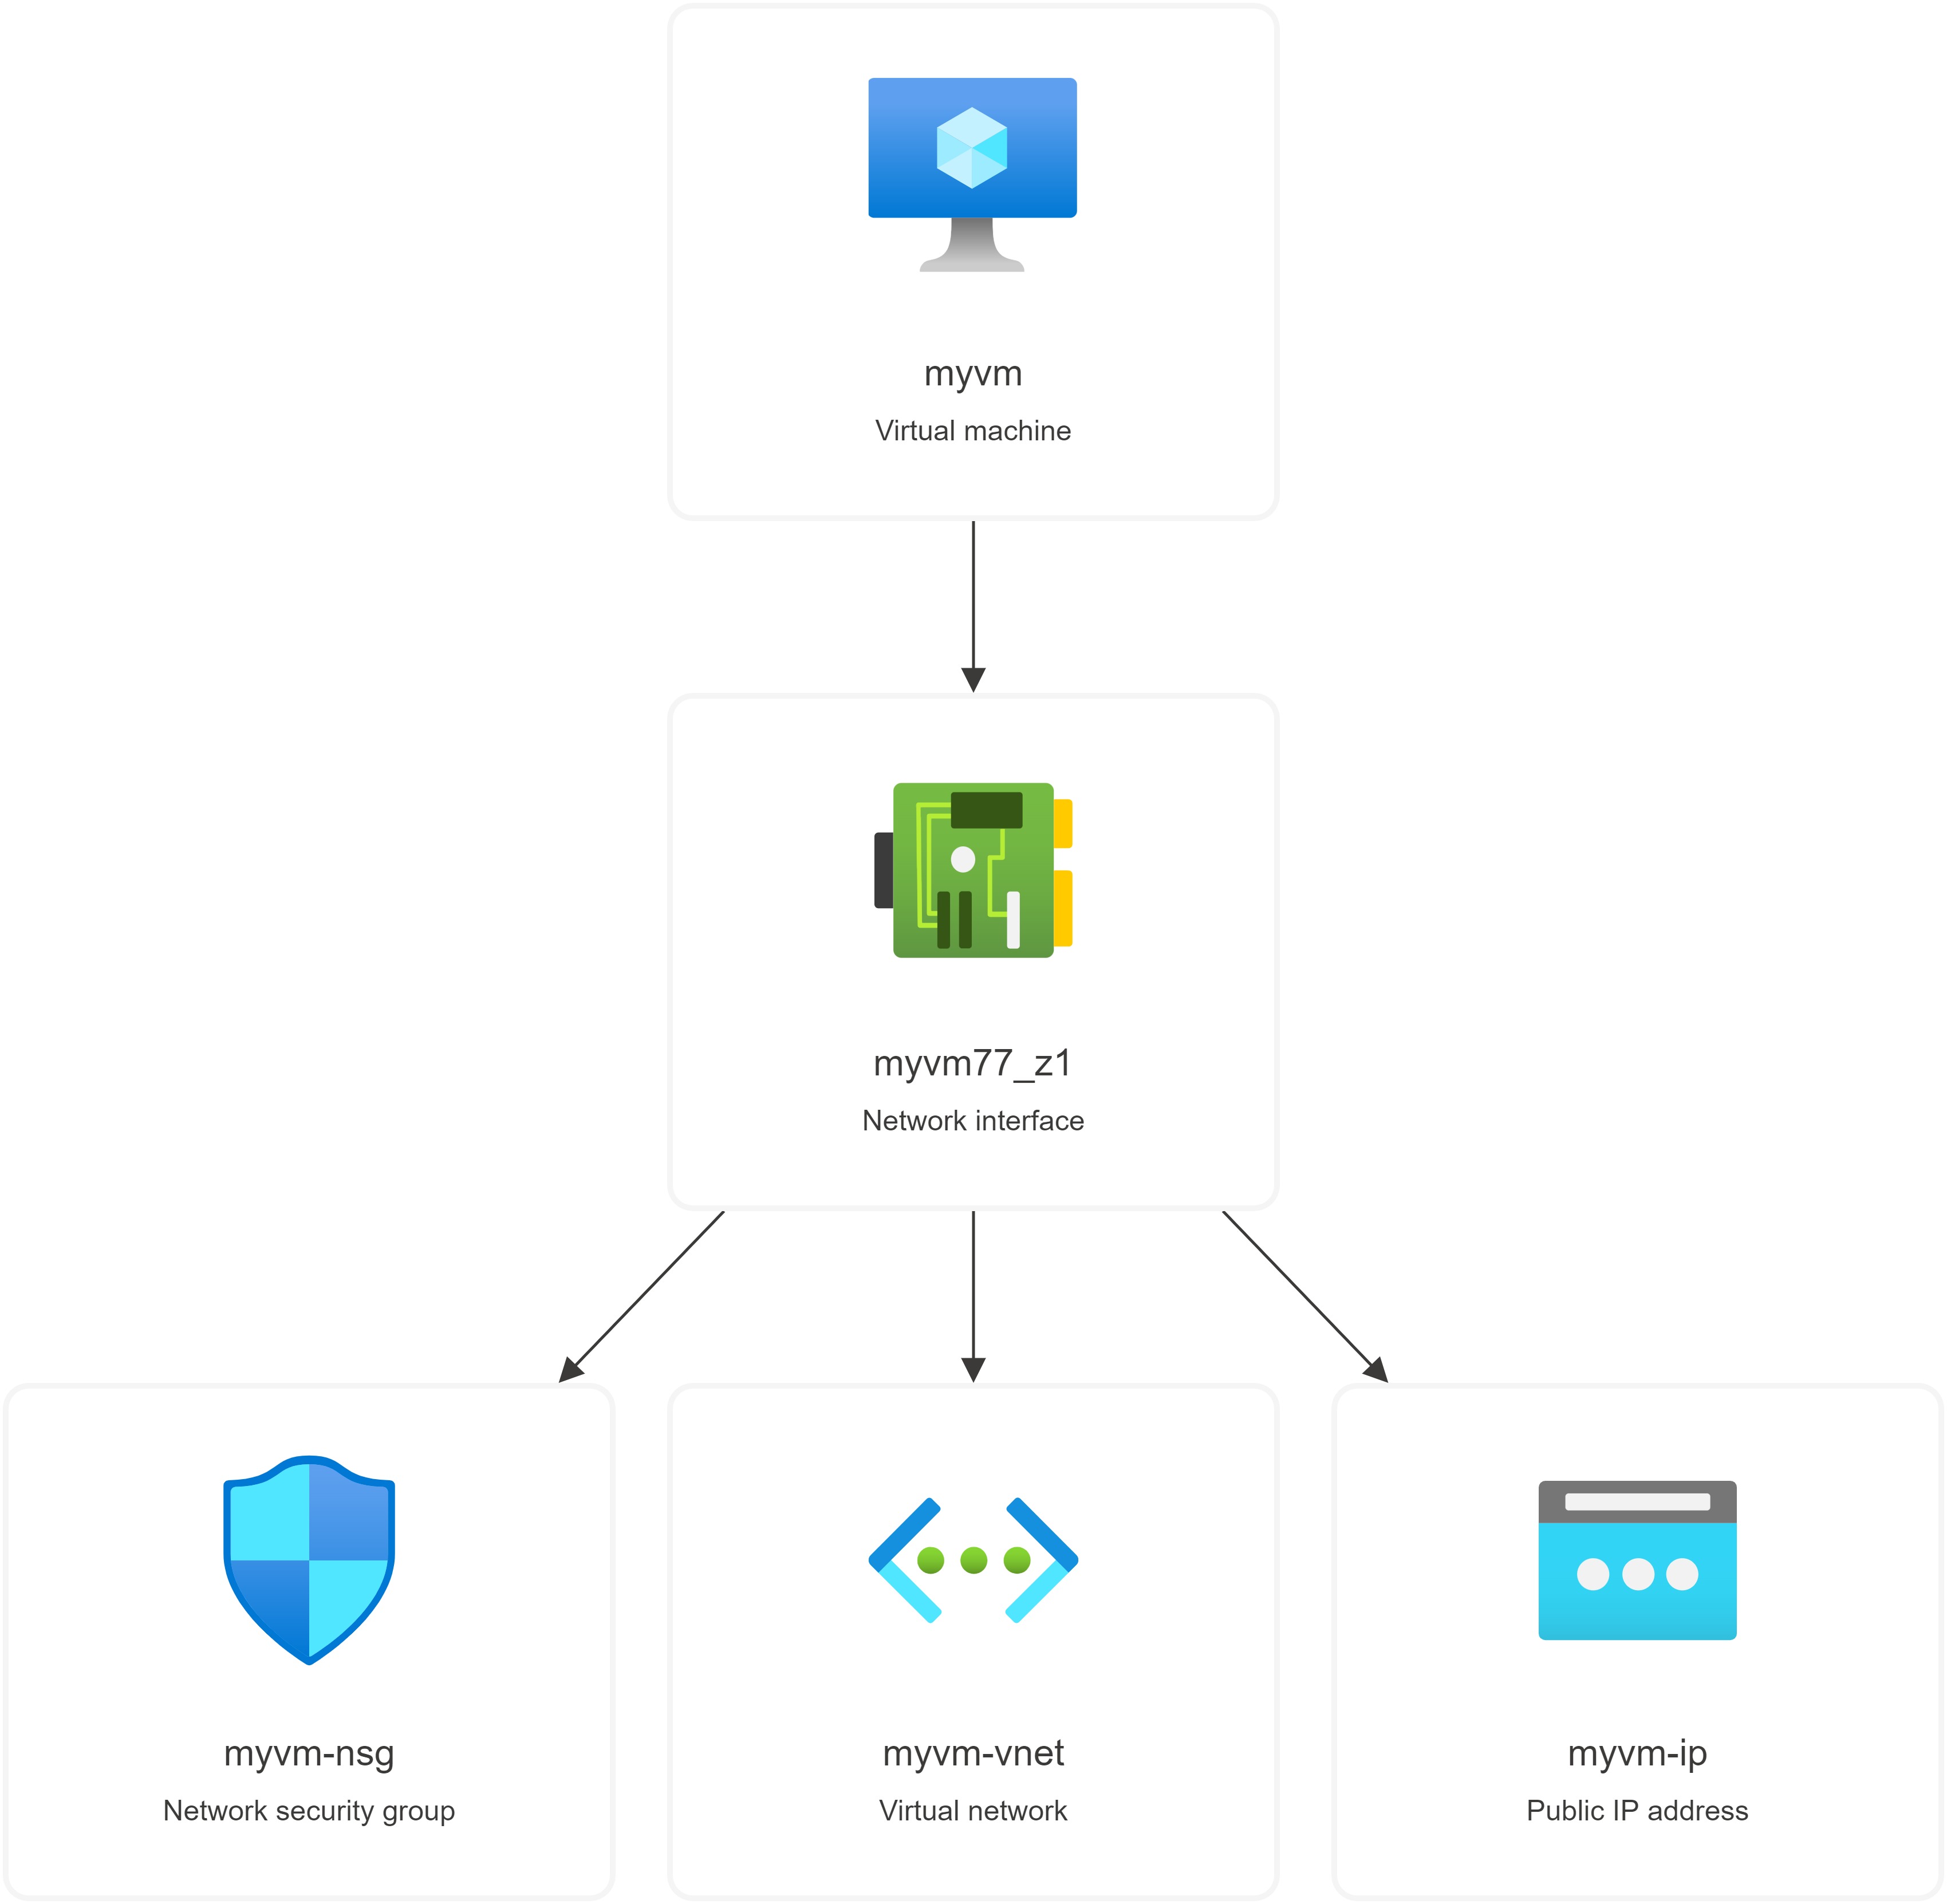 myvm
Virtual machine
myvm77_z1
Network interface
myvm-nsg
Network security group
myvm-vnet
Virtual network
myvm-ip
Public IP address